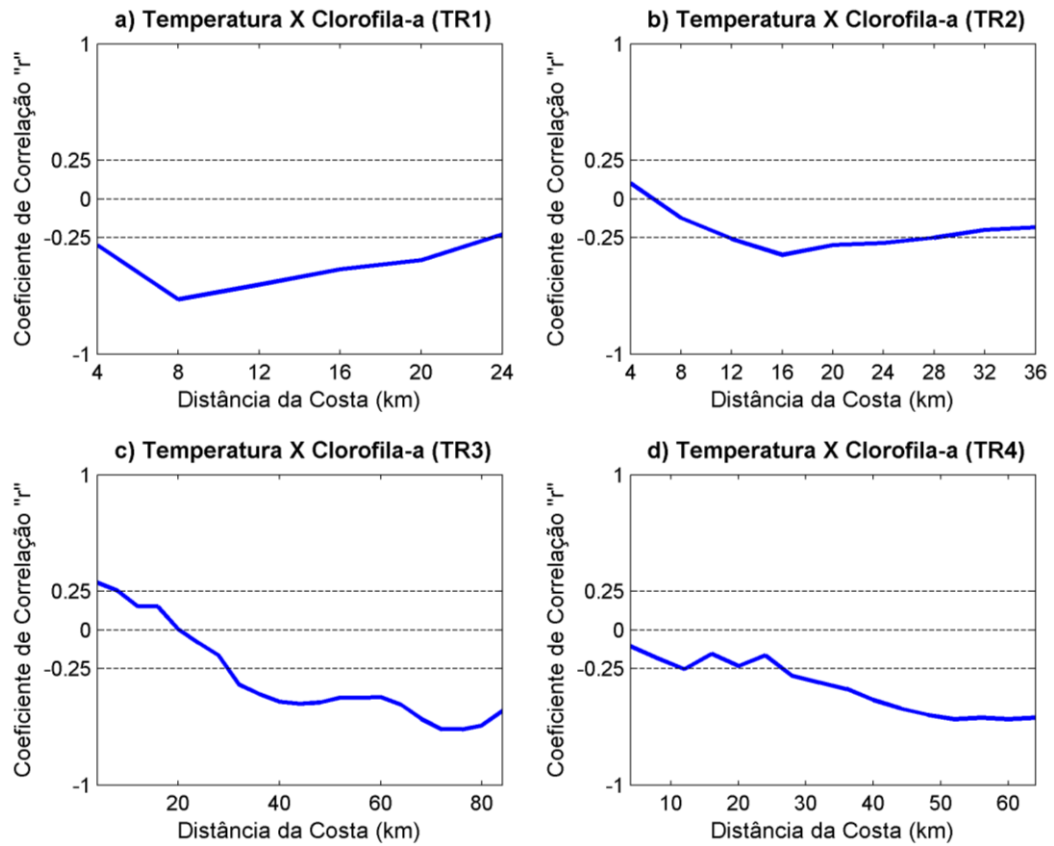 a) Temperatura X Clorofila-a (TR1)
Coeficiente de Correlação "r"
1
0.25
0
-0.25
-1
4 8 12 16 20 24
Distância da Costa (km)
b) Temperatura X Clorofila-a (TR2)
Coeficiente de Correlação "r"
1
0.25
0
-0.25
-1
4 8 12 16 20 24 28 32 36
Distância da Costa (km)
c) Temperatura X Clorofila-a (TR3)
Coeficiente de Correlação "r"
1
0.25
0
-0.25
-1
20 40 60 80
Distância da Costa (km)
d) Temperatura X Clorofila-a (TR4)
Coeficiente de Correlação "r"
1
0.25
0
-0.25
-1
10 20 30 40 50 60
Distância da Costa (km)